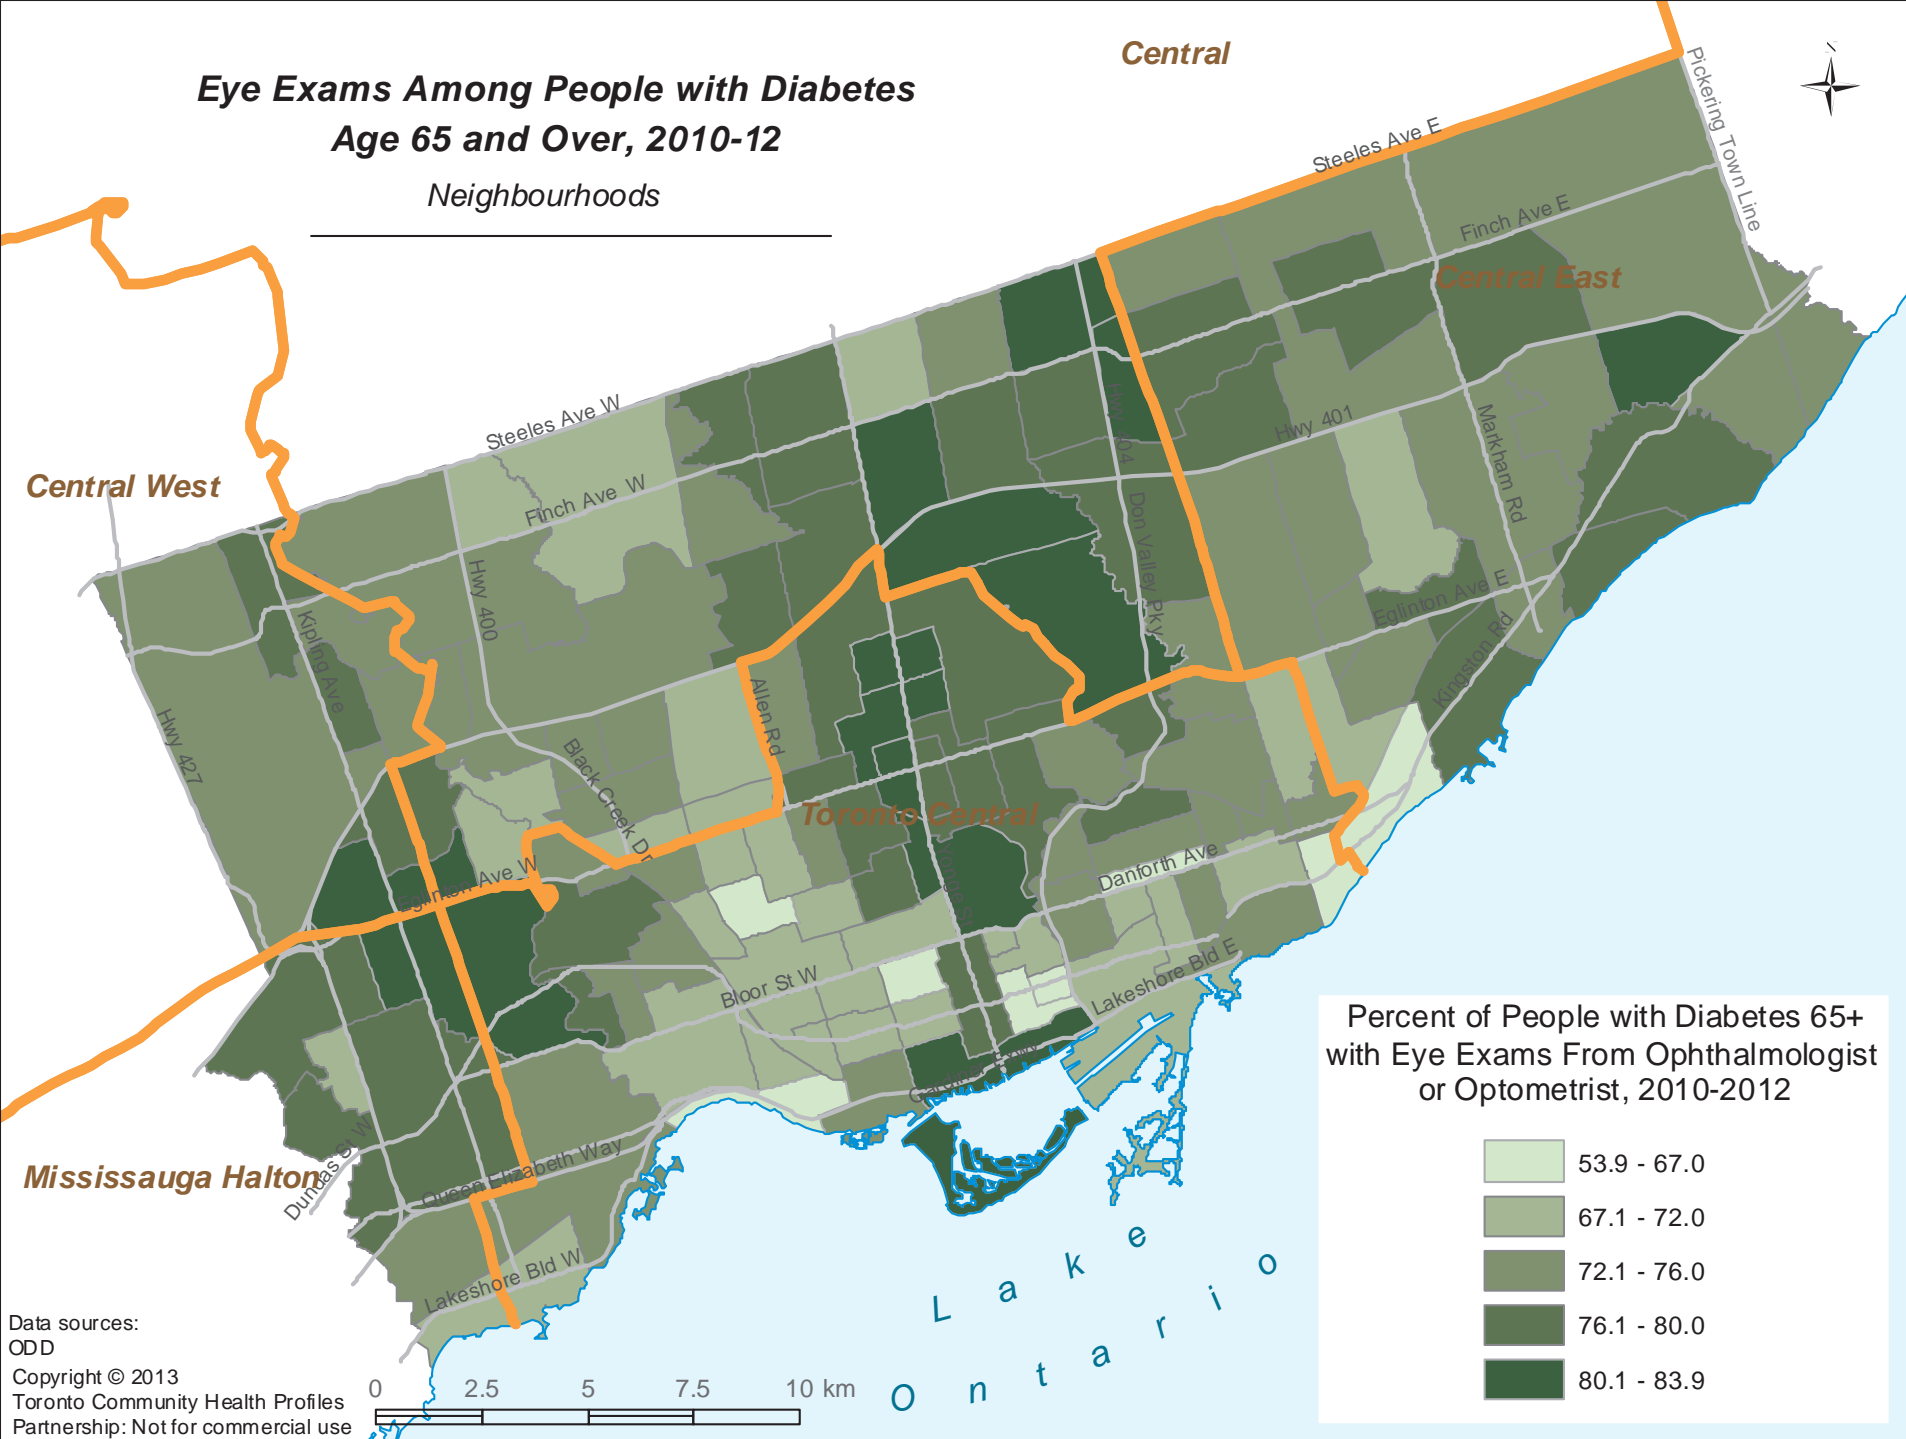 Eye Exams Among People with Diabetes
Age 65 and Over, 2010-12
Neighbourhoods
Central
N
Pickering Town Line
Steeles Ave E
Finch Ave E
Central East
Steeles Ave W
Hwy 404
Hwy 401
Markham Rd
Central West
Finch Ave W
Don Valley Pky
Hwy 400
Kipling Ave
Eglinton Ave E
Kingston Rd
Hwy 427
Allen Rd
Black Creek Dr
Toronto Central
Yonge St
Danforth Ave
Eglinton Ave W
Bloor St W
Lakeshore Bld E
Gardiner Exwy
Mississauga Halton
Dundas St W
Queen Elizabeth Way
Lakeshore Bld W
Lake
Ontario
Percent of People with Diabetes 65+
with Eye Exams From Ophthalmologist
or Optometrist, 2010-2012
53.9 - 67.0
67.1 - 72.0
72.1 - 76.0
76.1 - 80.0
80.1 - 83.9
Data sources:
ODD
Copyright © 2013
Toronto Community Health Profiles
Partnership: Not for commercial use
0 2.5 5 7.5 10 km